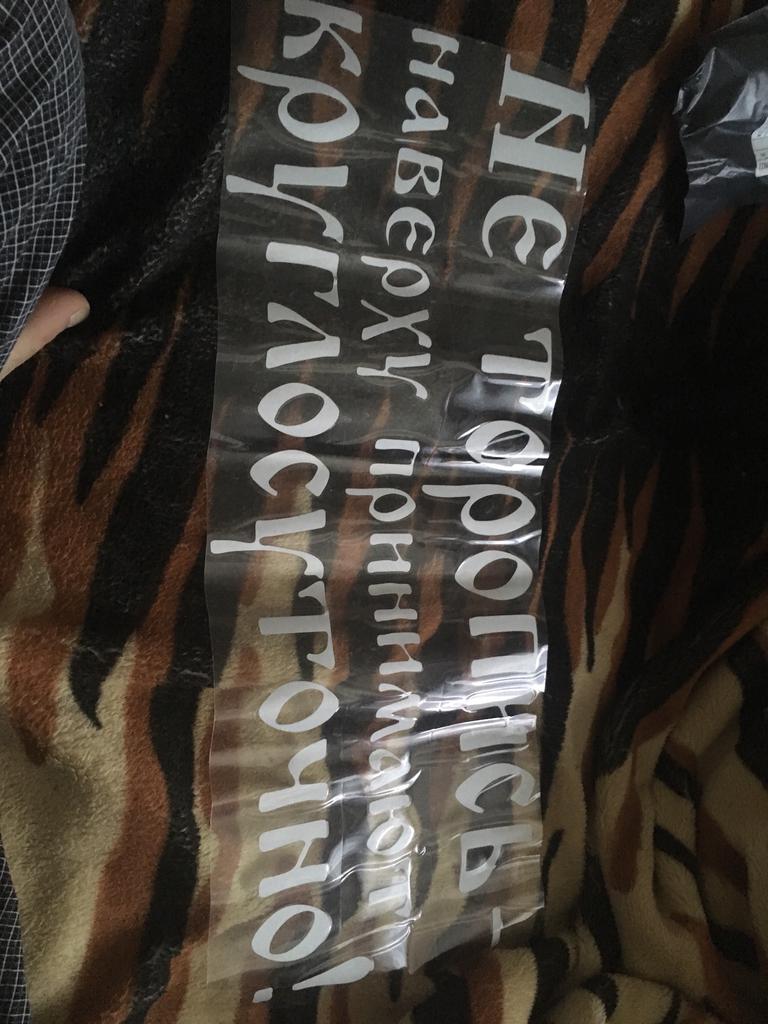 Не торопись-
наверху принимают
круглосуточно!